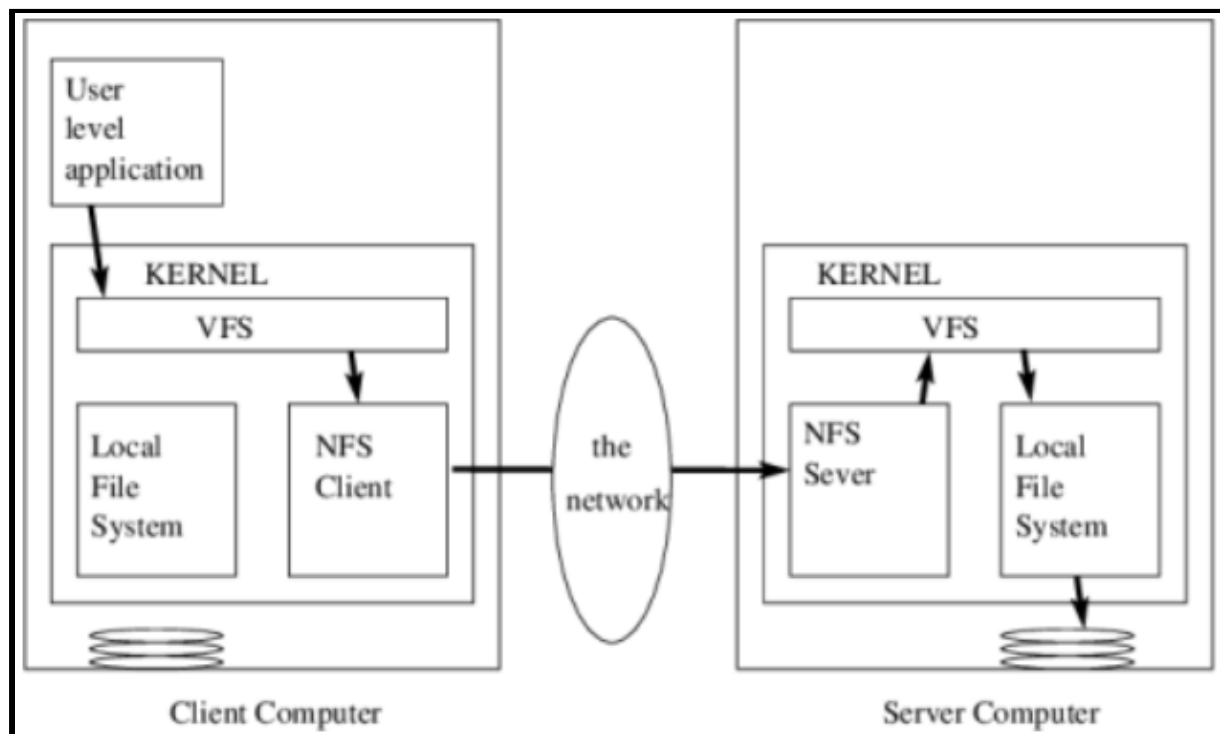 User
level
application
KERNEL
VFS
Local
File
System
NFS
Client
the
network
KERNEL
VFS
NFS
Sever
Local
File
System
Client Computer
Server Computer